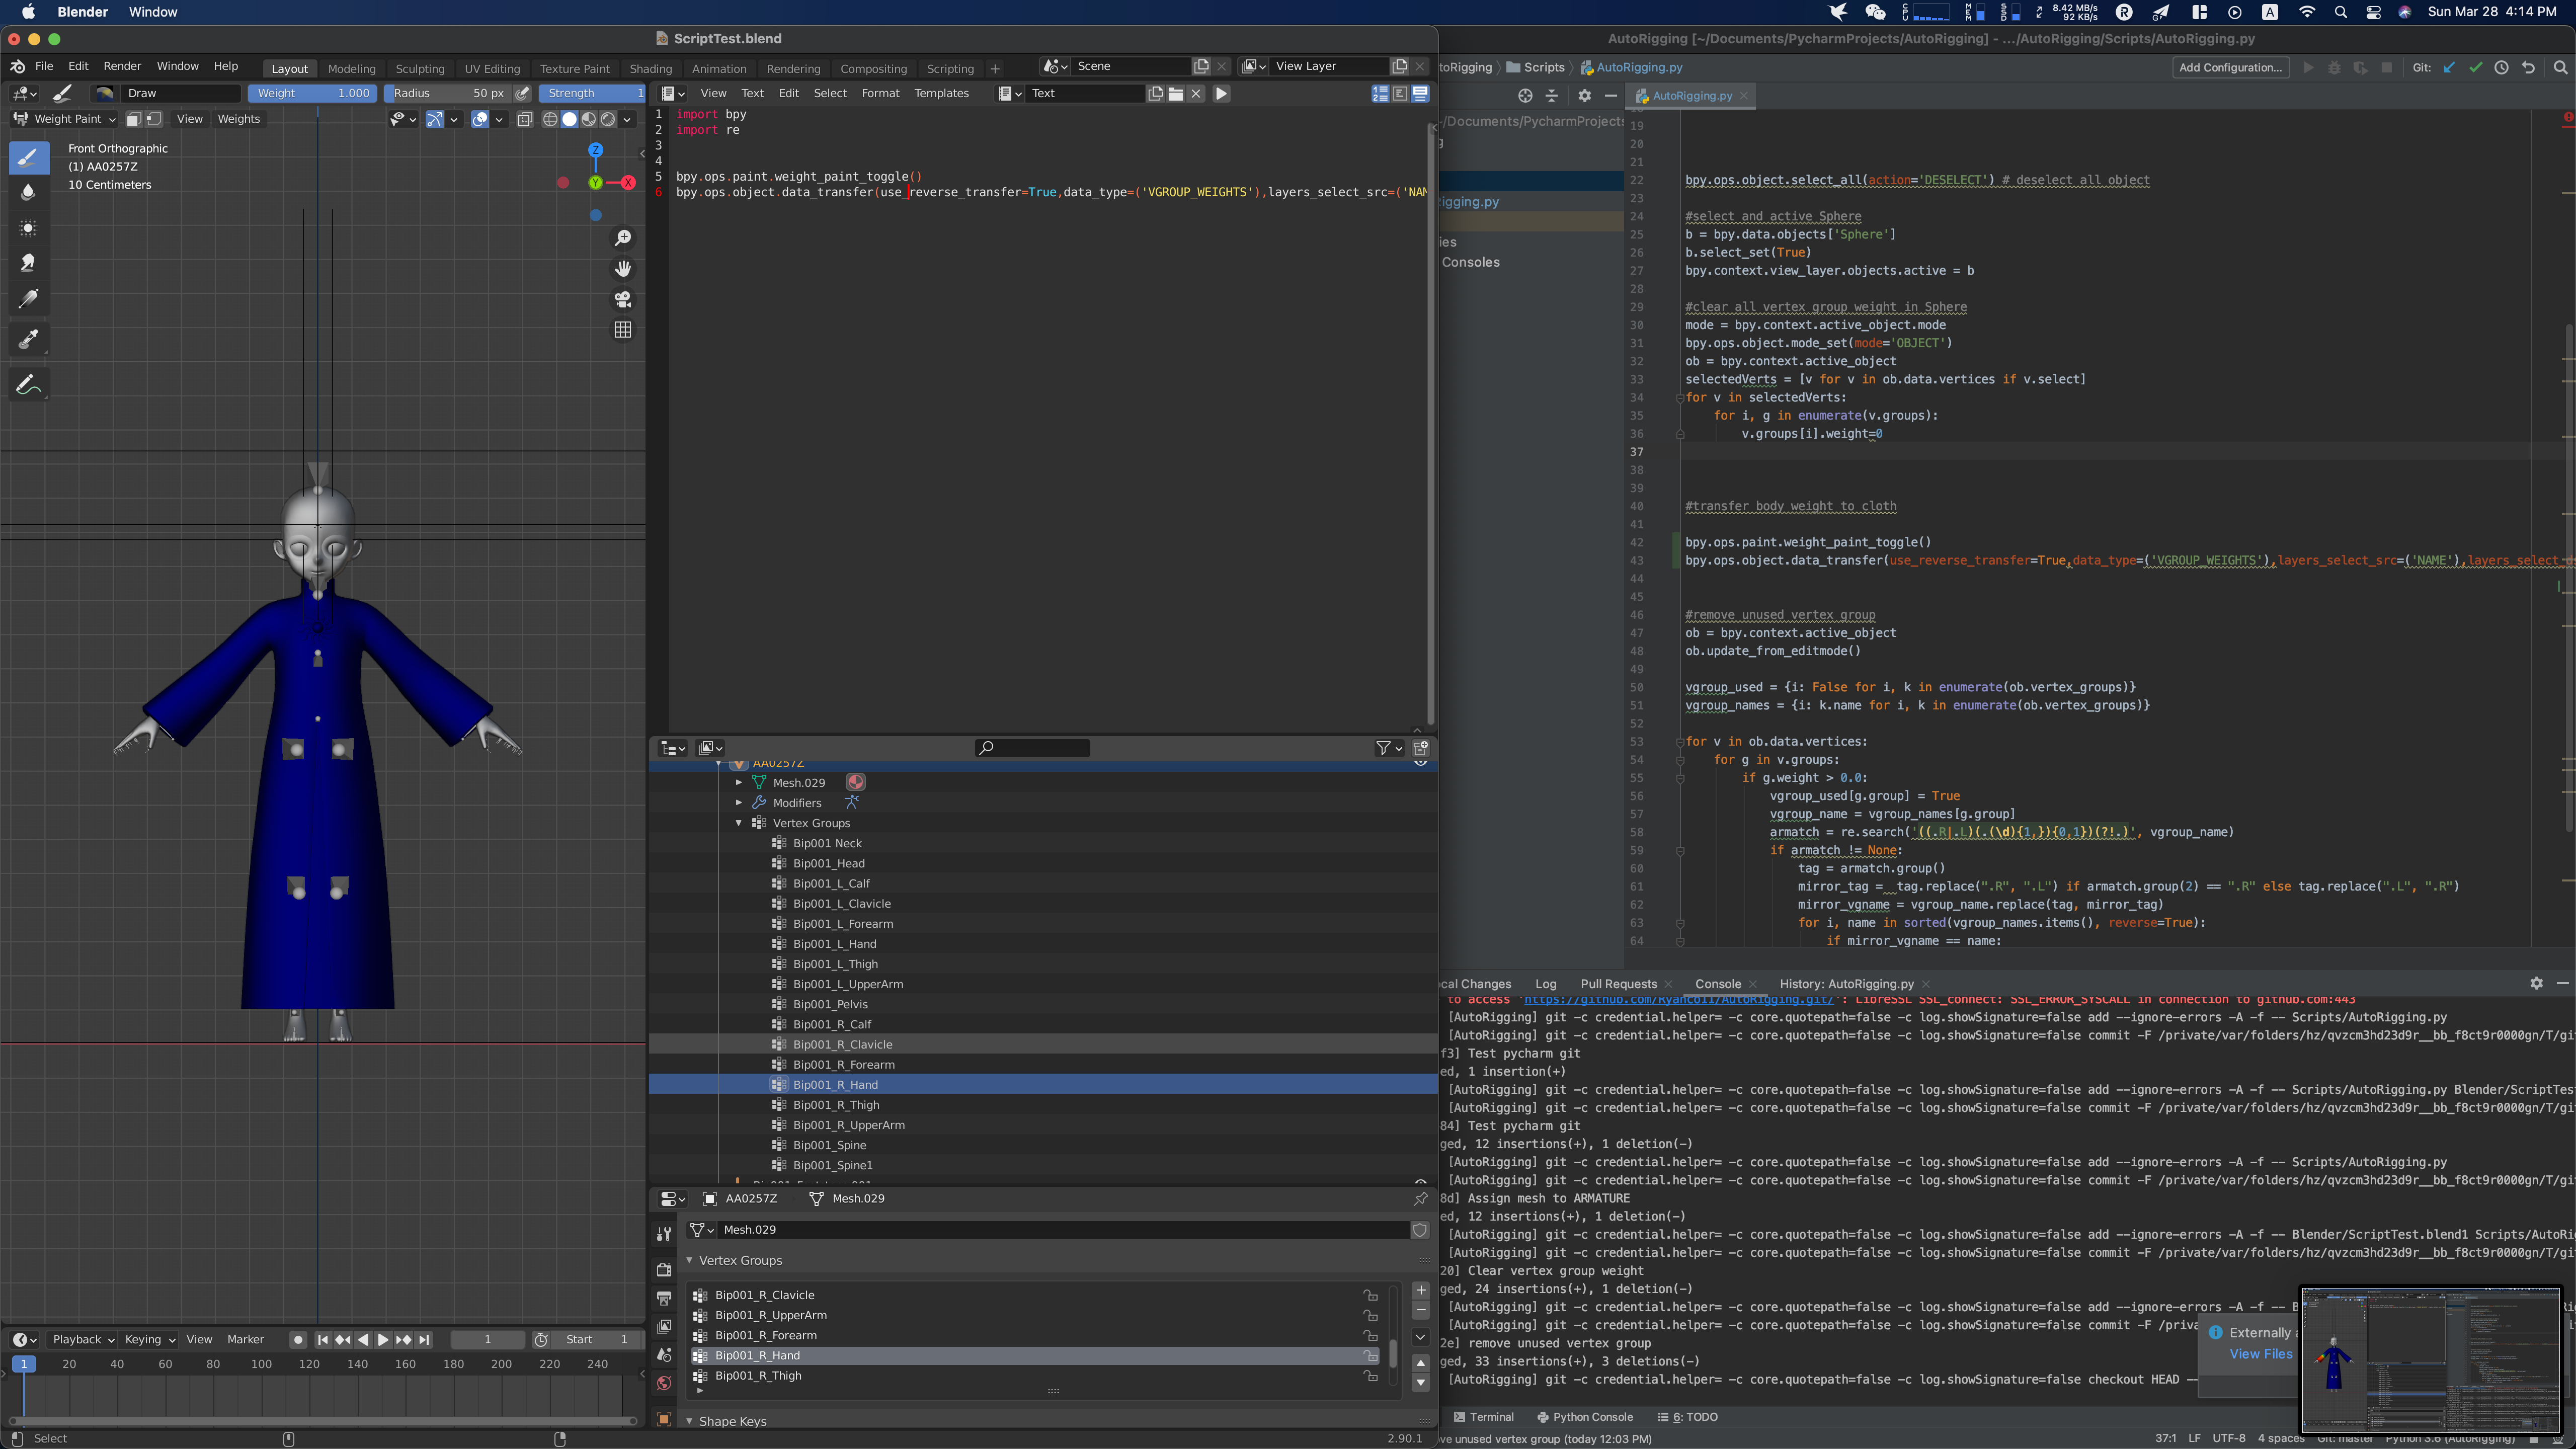 Blender Window
8.42 MB/s
92 KB/s
Sun Mar 28 4:14 PM
ScriptTest.blend
File Edit Render Window Help
Layout Modeling Sculpting UV Editing Texture Paint Shading Animation Rendering Compositing Scripting
Scene
View Layer
Draw
Weight 1.000
Radius 50 px
Strength 1
Weight Paint View Weights
Front Orthographic
(1) AA0257Z
10 Centimeters
Z
Y
X
View Text Edit Select Format Templates
Text
1 import bpy
2 import re
3
4
5 bpy.ops.paint.weight_paint_toggle()
6 bpy.ops.object.data_transfer(use_reverse_transfer=True,data_type=('VGROUP_WEIGHTS'),layers_select_src=('NAM
AA0257Z
Mesh.029
Modifiers
Vertex Groups
Bip001 Neck
Bip001_Head
Bip001_L_Calf
Bip001_L_Clavicle
Bip001_L_Forearm
Bip001_L_Hand
Bip001_L_Thigh
Bip001_L_UpperArm
Bip001_Pelvis
Bip001_R_Calf
Bip001_R_Clavicle
Bip001_R_Forearm
Bip001_R_Hand
Bip001_R_Thigh
Bip001_R_UpperArm
Bip001_Spine
Bip001_Spine1
AA0257Z Mesh.029
Mesh.029
Vertex Groups
Bip001_R_Clavicle
Bip001_R_UpperArm
Bip001_R_Forearm
Bip001_R_Hand
Bip001_R_Thigh
Shape Keys
Playback Keying View Marker
1
Start 1
1 20 40 60 80 100 120 140 160 180 200 220 240
Select
2.90.1
AutoRigging [~/Documents/PycharmProjects/AutoRigging] - .../AutoRigging/Scripts/AutoRigging.py
toRigging Scripts AutoRigging.py
Add Configuration...
Git:
AutoRigging.py
/Documents/PycharmProjects
igging.py
ies
Consoles
19
20
21
22 bpy.ops.object.select_all(action='DESELECT') # deselect all object
23
24 #select and active Sphere
25 b = bpy.data.objects['Sphere']
26 b.select_set(True)
27 bpy.context.view_layer.objects.active = b
28
29 #clear all vertex group weight in Sphere
30 mode = bpy.context.active_object.mode
31 bpy.ops.object.mode_set(mode='OBJECT')
32 ob = bpy.context.active_object
33 selectedVerts = [v for v in ob.data.vertices if v.select]
34 for v in selectedVerts:
35 for i, g in enumerate(v.groups):
36 v.groups[i].weight=0
37
38
39
40 #transfer body weight to cloth
41
42 bpy.ops.paint.weight_paint_toggle()
43 bpy.ops.object.data_transfer(use_reverse_transfer=True,data_type=('VGROUP_WEIGHTS'),layers_select_src=('NAME'),layers_select_ds
44
45
46 #remove unused vertex group
47 ob = bpy.context.active_object
48 ob.update_from_editmode()
49
50 vgroup_used = {i: False for i, k in enumerate(ob.vertex_groups)}
51 vgroup_names = {i: k.name for i, k in enumerate(ob.vertex_groups)}
52
53 for v in ob.data.vertices:
54 for g in v.groups:
55 if g.weight > 0.0:
56 vgroup_used[g.group] = True
57 vgroup_name = vgroup_names[g.group]
58 armatch = re.search('((.R|.L)(.(\d){1,}){0,1})(?!.)', vgroup_name)
59 if armatch != None:
60 tag = armatch.group()
61 mirror_tag = tag.replace(".R", ".L") if armatch.group(2) == ".R" else tag.replace(".L", ".R")
62 mirror_vgname = vgroup_name.replace(tag, mirror_tag)
63 for i, name in sorted(vgroup_names.items(), reverse=True):
64 if mirror_vgname == name:
cal Changes Log Pull Requests Console History: AutoRigging.py
to access 'https://github.com/Ryanco11/AutoRigging.git/': LibreSSL SSL_connect: SSL_ERROR_SYSCALL in connection to github.com:443
[AutoRigging] git -c credential.helper= -c core.quotepath=false -c log.showSignature=false add --ignore-errors -A -f -- Scripts/AutoRigging.py
[AutoRigging] git -c credential.helper= -c core.quotepath=false -c log.showSignature=false commit -F /private/var/folders/hz/qvzcm3hd23d9r__bb_f8ct9r0000gn/T/git
f3] Test pycharm git
ed, 1 insertion(+)
[AutoRigging] git -c credential.helper= -c core.quotepath=false -c log.showSignature=false add --ignore-errors -A -f -- Scripts/AutoRigging.py Blender/ScriptTes
[AutoRigging] git -c credential.helper= -c core.quotepath=false -c log.showSignature=false commit -F /private/var/folders/hz/qvzcm3hd23d9r__bb_f8ct9r0000gn/T/git
84] Test pycharm git
ged, 12 insertions(+), 1 deletion(-)
[AutoRigging] git -c credential.helper= -c core.quotepath=false -c log.showSignature=false add --ignore-errors -A -f -- Scripts/AutoRigging.py
[AutoRigging] git -c credential.helper= -c core.quotepath=false -c log.showSignature=false commit -F /private/var/folders/hz/qvzcm3hd23d9r__bb_f8ct9r0000gn/T/git
8d] Assign mesh to ARMATURE
ed, 12 insertions(+), 1 deletion(-)
[AutoRigging] git -c credential.helper= -c core.quotepath=false -c log.showSignature=false add --ignore-errors -A -f -- Blender/ScriptTest.blend1 Scripts/AutoRi
[AutoRigging] git -c credential.helper= -c core.quotepath=false -c log.showSignature=false commit -F /private/var/folders/hz/qvzcm3hd23d9r__bb_f8ct9r0000gn/T/git
20] Clear vertex group weight
ged, 24 insertions(+), 1 deletion(-)
[AutoRigging] git -c credential.helper= -c core.quotepath=false -c log.showSignature=false add --ignore-errors -A -f -- B
[AutoRigging] git -c credential.helper= -c core.quotepath=false -c log.showSignature=false commit -F /priva
2e] remove unused vertex group
ged, 33 insertions(+), 3 deletions(-)
[AutoRigging] git -c credential.helper= -c core.quotepath=false -c log.showSignature=false checkout HEAD --
Externally a
View Files
Terminal Python Console 6: TODO
ve unused vertex group (today 12:03 PM)
37:1 LF UTF-8 4 spaces Git: master Python 3.6 (AutoRigging)